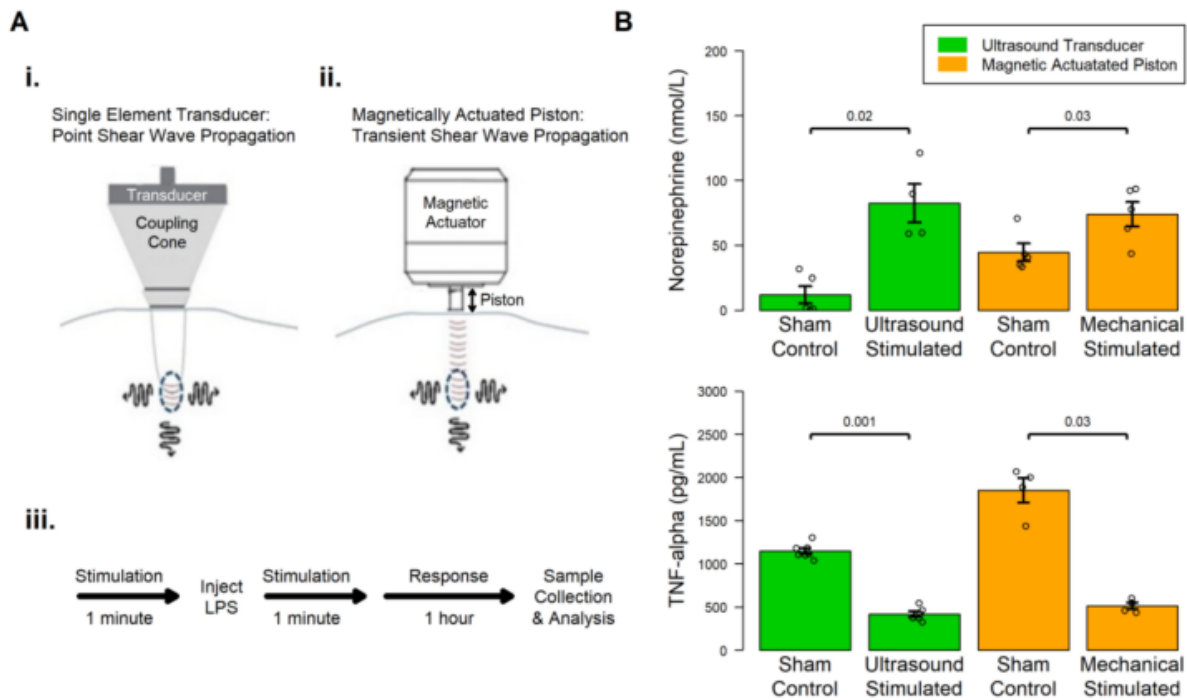 A
i.
Single Element Transducer:
Point Shear Wave Propagation
Transducer
Coupling
Cone
ii.
Magnetically Actuated Piston:
Transient Shear Wave Propagation
Magnetic
Actuator
Piston
iii.
Stimulation
1 minute
Inject
LPS
Stimulation
1 minute
Response
1 hour
Sample
Collection
& Analysis
B
Ultrasound Transducer
Magnetic Actuatated Piston
Norepinephrine (nmol/L)
200
150
100
50
0
0.02
0.03
Sham
Control
Ultrasound
Stimulated
Sham
Control
Mechanical
Stimulated
TNF-alpha (pg/mL)
3000
2500
2000
1500
1000
500
0
0.001
0.03
Sham
Control
Ultrasound
Stimulated
Sham
Control
Mechanical
Stimulated